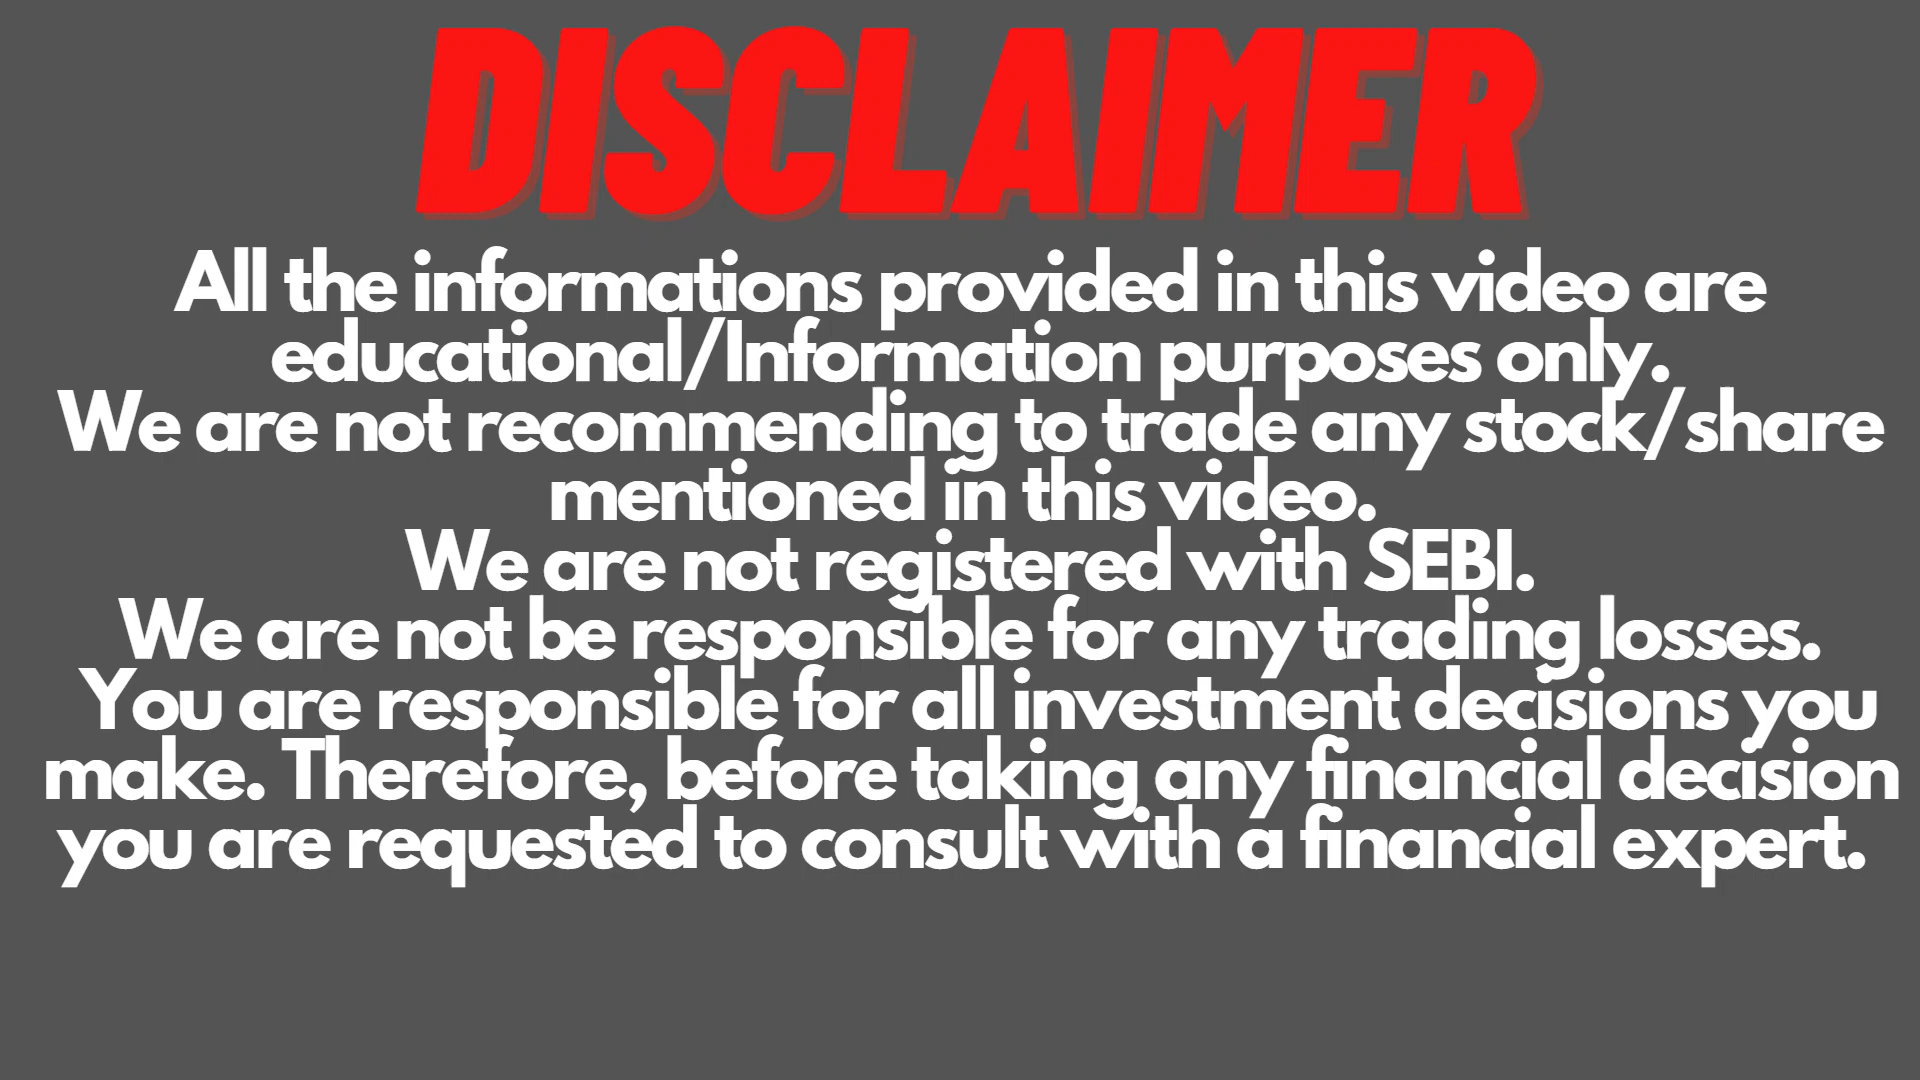 DISCLAIMER
All the informations provided in this video are
educational/Information purposes only.
We are not recommending to trade any stock/share
mentioned in this video.
We are not registered with SEBI.
We are not be responsible for any trading losses.
You are responsible for all investment decisions you
make. Therefore, before taking any financial decision
you are requested to consult with a financial expert.